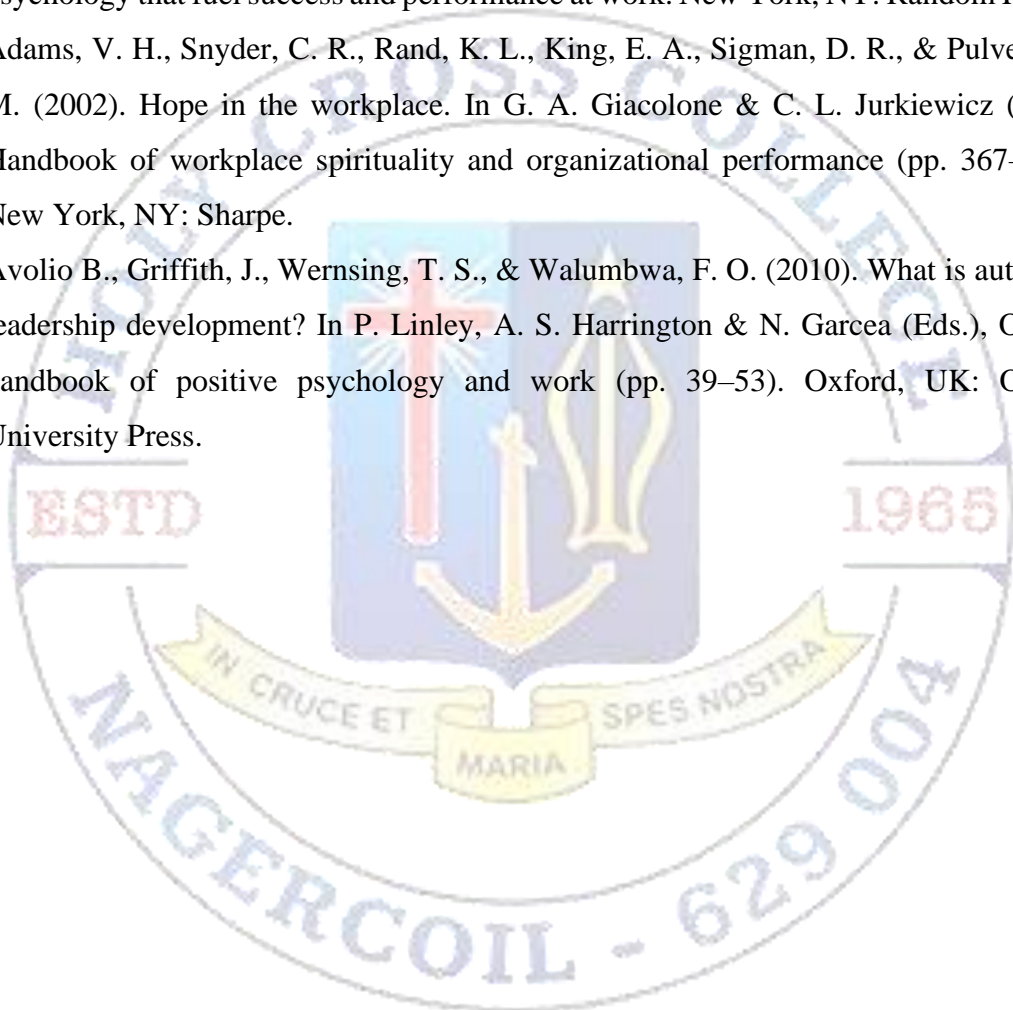 psychology that fuel success and performance at work. New York, NY: Random
Adams, V. H., Snyder, C. R., Rand, K. L., King, E. A., Sigman, D. R., & Pulve
M. (2002). Hope in the workplace. In G. A. Giacolone & C. L. Jurkiewicz (
Handbook of workplace spirituality and organizational performance (pp. 367–
New York, NY: Sharpe.
Avolio B., Griffith, J., Wernsing, T. S., & Walumbwa, F. O. (2010). What is aut
leadership development? In P. Linley, A. S. Harrington & N. Garcea (Eds.), O
handbook of positive psychology and work (pp. 39–53). Oxford, UK: O
University Press.
HOLY CROSS COLLEGE
ESTD 1965
IN CRUCE ET MARIA SPES NOSTRA
NAGERCOIL - 629 004